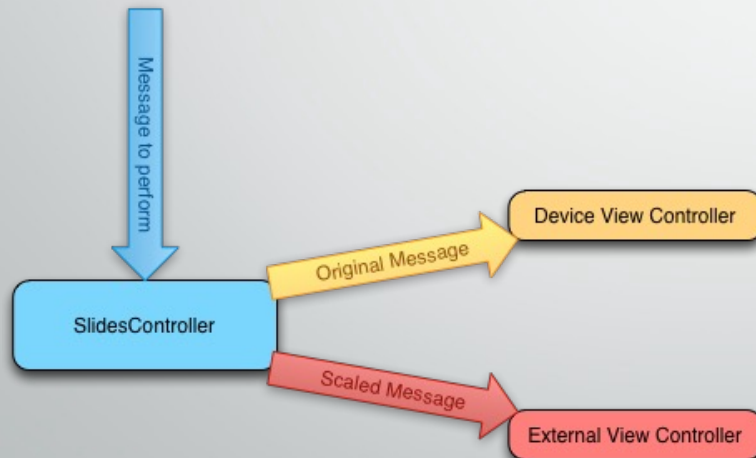 Message to perform
Device View Controller
Original Message
SlidesController
Scaled Message
External View Controller